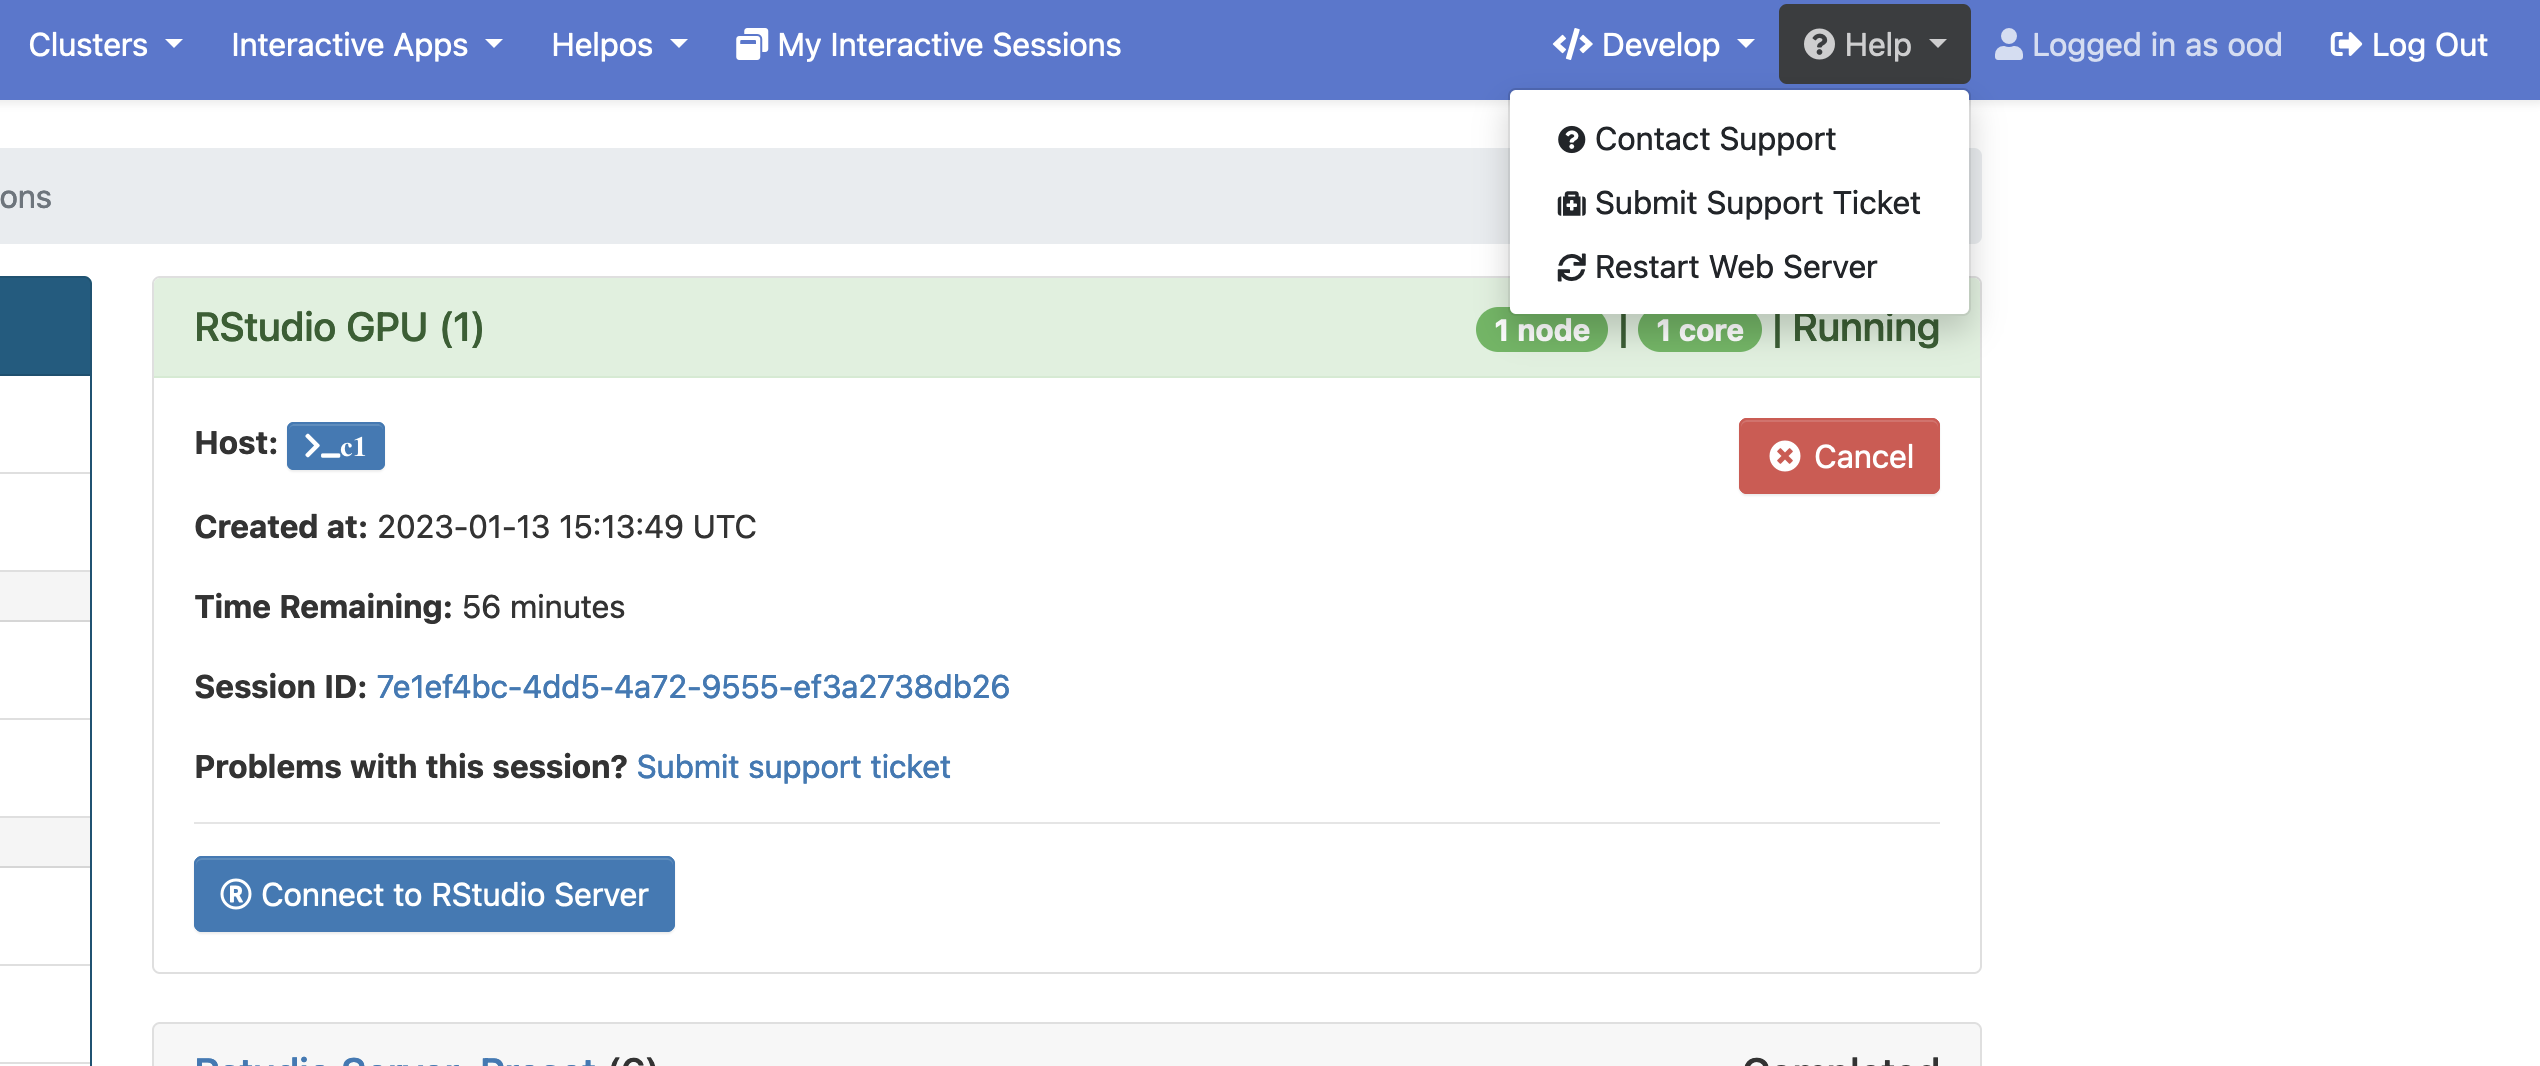 Clusters Interactive Apps Helpos My Interactive Sessions Develop Help Logged in as ood Log Out
Contact Support
Submit Support Ticket
Restart Web Server
ons
RStudio GPU (1) 1 node | 1 core | Running
Host: >_c1
Cancel
Created at: 2023-01-13 15:13:49 UTC
Time Remaining: 56 minutes
Session ID: 7e1ef4bc-4dd5-4a72-9555-ef3a2738db26
Problems with this session? Submit support ticket
® Connect to RStudio Server
Completed